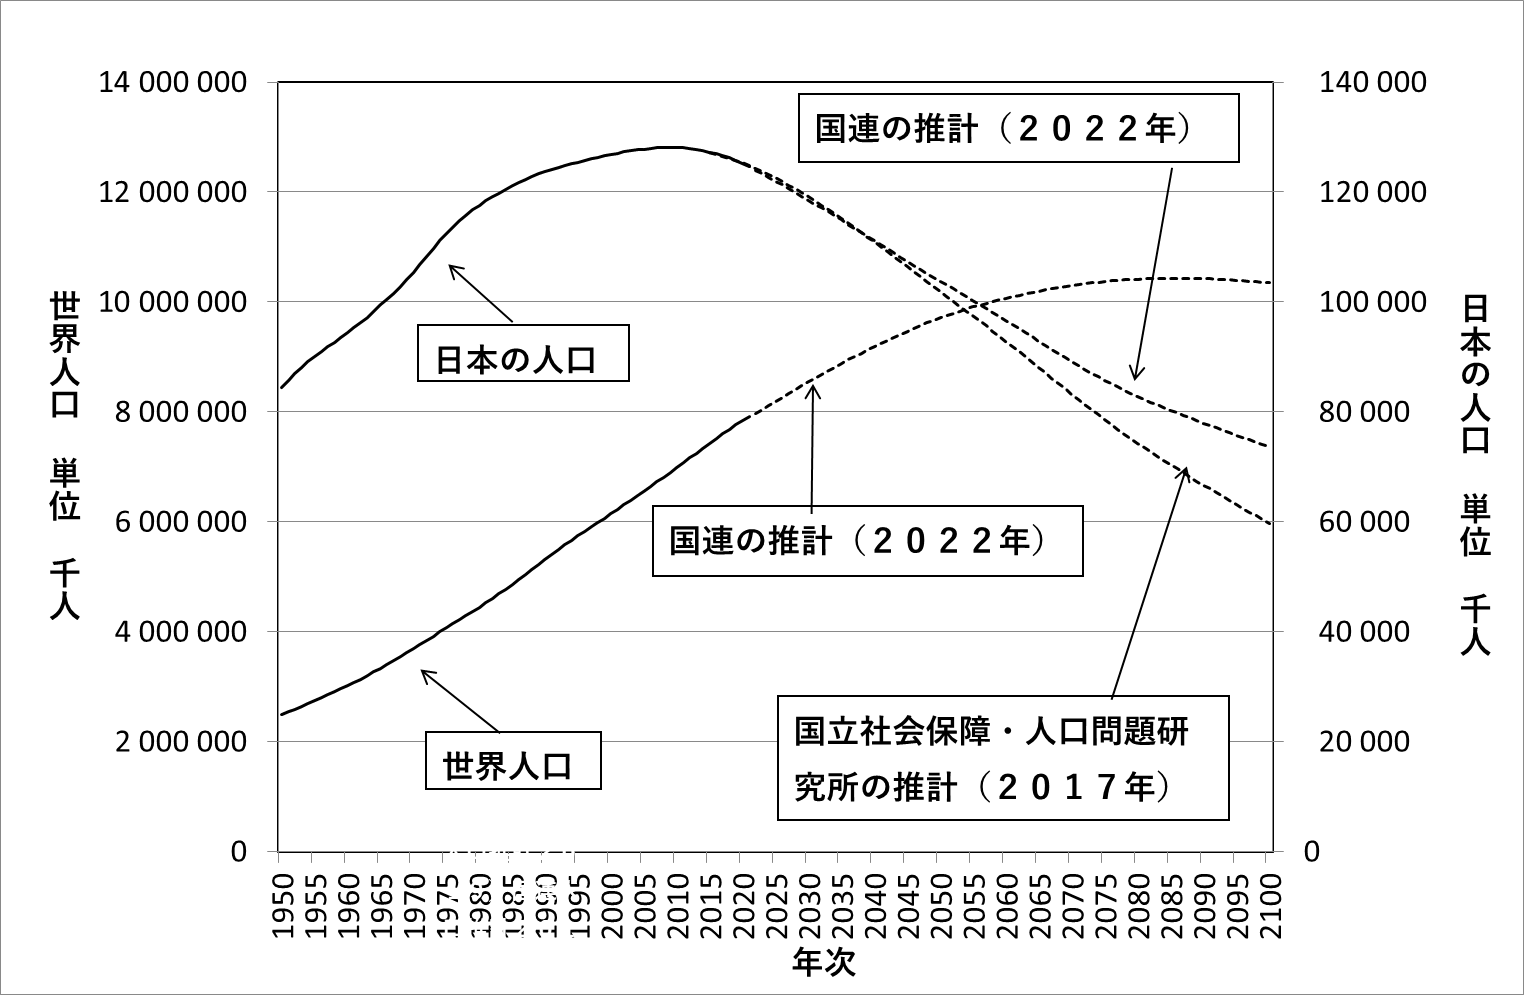 14 000 000
12 000 000
10 000 000
8 000 000
6 000 000
4 000 000
2 000 000
0
140 000
120 000
100 000
80 000
60 000
40 000
20 000
0
世界人口 単位 千人
日本の人口 単位 千人
国連の推計（２０２２年）
日本の人口
国連の推計（２０２２年）
世界人口
国立社会保障・人口問題研
究所の推計（２０１７年）
1950
1955
1960
1965
1970
1975
1980
1985
1990
1995
2000
2005
2010
2015
2020
2025
2030
2035
2040
2045
2050
2055
2060
2065
2070
2075
2080
2085
2090
2095
2100
年次